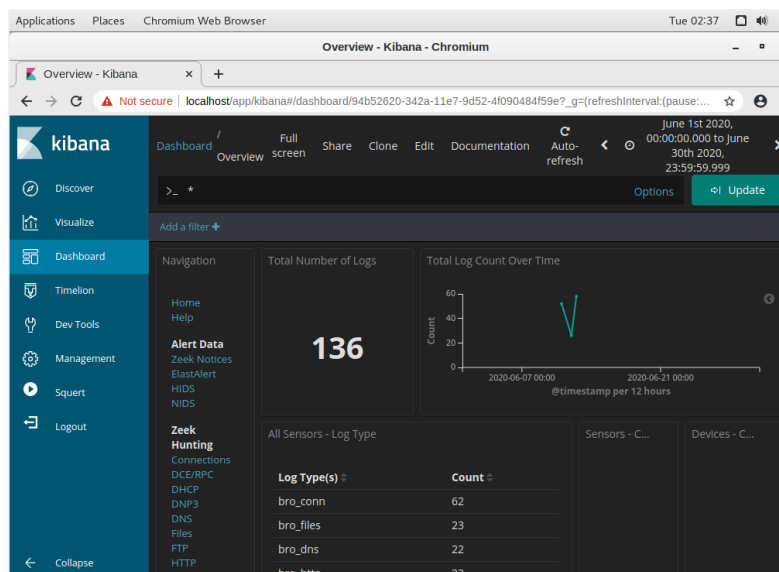 Applications Places Chromium Web Browser Tue 02:37
Overview - Kibana - Chromium
Overview - Kibana × +
Not secure | localhost/app/kibana#/dashboard/94b52620-342a-11e7-9d52-4f090484f59e?_g=(refreshInterval:(pause:...
kibana
Discover
Visualize
Dashboard
Timelion
Dev Tools
Management
Squert
Logout
Collapse
Dashboard / Overview
Full screen
Share
Clone
Edit
Documentation
Auto-refresh
June 1st 2020,
00:00:00.000 to June
30th 2020,
23:59:59.999
>_ *
Options
Update
Add a filter +
Navigation
Home
Help
Alert Data
Zeek Notices
ElastAlert
HIDS
NIDS
Zeek
Hunting
Connections
DCE/RPC
DHCP
DNP3
DNS
Files
FTP
HTTP
Total Number of Logs
136
Total Log Count Over TIme
Count
60
40
20
0
2020-06-07 00:00 2020-06-21 00:00
@timestamp per 12 hours
All Sensors - Log Type
Log Type(s) Count
bro_conn 62
bro_files 23
bro_dns 22
Sensors - C...
Devices - C...